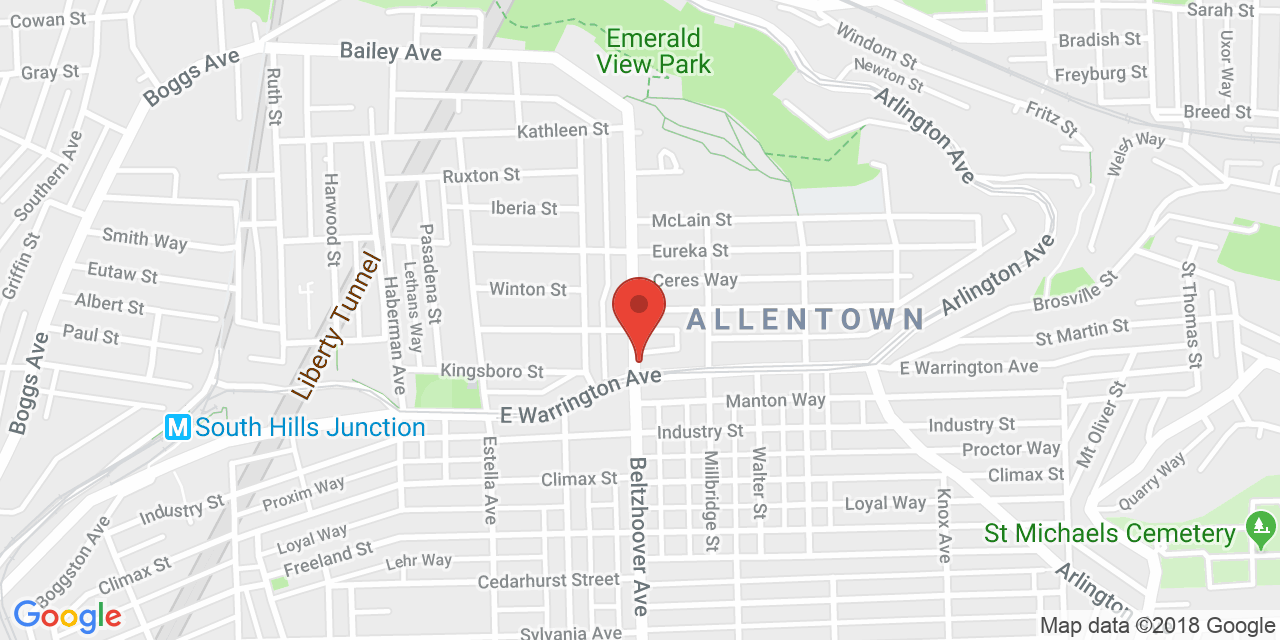 Cowan St
Bailey Ave
Emerald
View Park
Windom St
Sarah St
Bradish St
Gray St
Boggs Ave
Newton St
Freyburg St
Uxor Way
Ruth St
Arlington Ave
Breed St
Kathleen St
Fritz St
Welsh Way
Southern Ave
Ruxton St
Harwood St
Iberia St
McLain St
Smith Way
Pasadena St
Eureka St
Griffin St
Eutaw St
Lethans Way
Haberman Ave
Ceres Way
Arlington Ave
Brosville St
St Thomas St
Albert St
Liberty Tunnel
Winton St
ALLENTOWN
Paul St
St Martin St
Boggs Ave
Kingsboro St
E Warrington Ave
E Warrington Ave
Manton Way
M South Hills Junction
Industry St
Industry St
Mt Oliver St
Proctor Way
Estella Ave
Climax St
Beltzhoover Ave
Millbridge St
Walter St
Climax St
Quarry Way
Proxim Way
Industry St
Loyal Way
Knox Ave
Loyal Way
St Michaels Cemetery
Boggston Ave
Freeland St
Lehr Way
Climax St
Cedarhurst Street
Arlington
Google
Sylvania Ave
Map data ©2018 Google